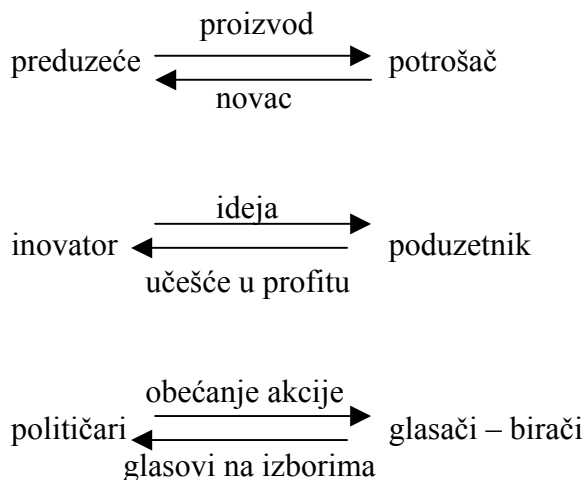 proizvod
preduzeće potrošač
novac
ideja
inovator poduzetnik
učešće u profitu
obećanje akcije
političari glasači – birači
glasovi na izborima